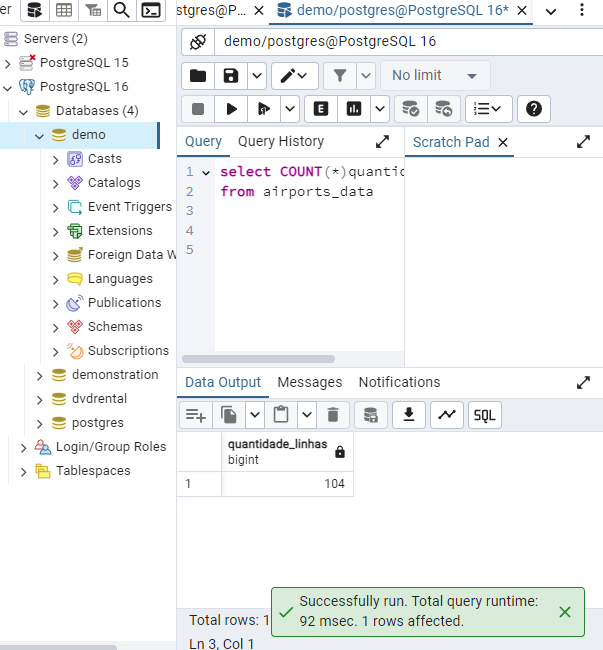 er
stgres@P...
demo/postgres@PostgreSQL 16*
Servers (2)
PostgreSQL 15
PostgreSQL 16
Databases (4)
demo
Casts
Catalogs
Event Triggers
Extensions
Foreign Data W
Languages
Publications
Schemas
Subscriptions
demonstration
dvdrental
postgres
Login/Group Roles
Tablespaces
demo/postgres@PostgreSQL 16
No limit
E
Query
Query History
Scratch Pad
1 select COUNT(*)quantid
2 from airports_data
3
4
5
Data Output
Messages
Notifications
SQL
quantidade_linhas
bigint
1 104
Successfully run. Total query runtime:
92 msec. 1 rows affected.
Total rows: 1
Ln 3, Col 1